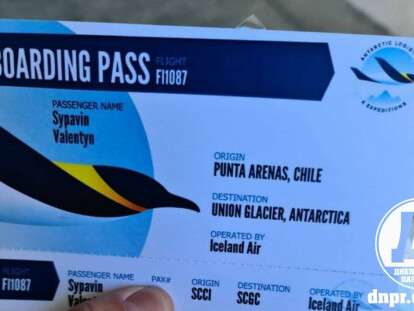 BOARDING PASS FLIGHT FI1087
ANTARCTIC LOGISTICS
& EXPEDITIONS
PASSENGER NAME
Sypavin
Valentyn
ORIGIN
PUNTA ARENAS, CHILE
DESTINATION
UNION GLACIER, ANTARCTICA
OPERATED BY
Iceland Air
FLIGHT
FI1087
PASSENGER NAME
Sypavin
Valentyn
PAX#
ORIGIN
SCCI
DESTINATION
SCGC
OPERATED BY
Iceland Air
dnpr.